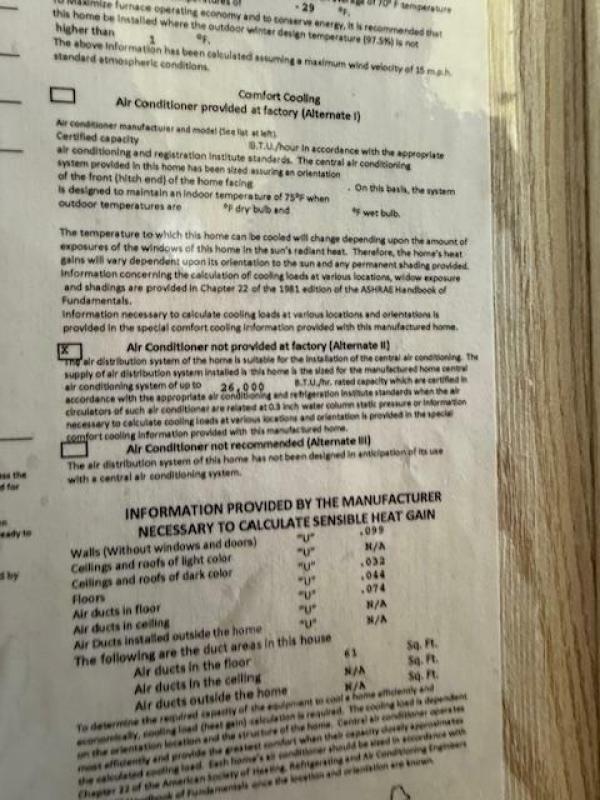 - 29 °F.
To maximize furnace operating economy and to conserve energy, it is recommended that
this home be installed where the outdoor winter design temperature (97.5%) is not
higher than 1 °F.
The above information has been calculated assuming a maximum wind velocity of 15 m.p.h.
standard atmospheric conditions.
Comfort Cooling
Air Conditioner provided at factory (Alternate I)
Air conditioner manufacturer and model (See list at left).
Certified capacity B.T.U./hour in accordance with the appropriate
air conditioning and registration institute standards. The central air conditioning
system provided in this home has been sized assuring an orientation
of the front (hitch end) of the home facing . On this basis, the system
is designed to maintain an indoor temperature of 75°F when
outdoor temperatures are °F dry bulb and °F wet bulb.
The temperature to which this home can be cooled will change depending upon the amount of
exposures of the windows of this home in the sun's radiant heat. Therefore, the home's heat
gains will vary dependent upon its orientation to the sun and any permanent shading provided.
Information concerning the calculation of cooling loads at various locations, widow exposure
and shadings are provided in Chapter 22 of the 1981 edition of the ASHRAE Handbook of
Fundamentals.
Information necessary to calculate cooling loads at various locations and orientations is
provided in the special comfort cooling information provided with this manufactured home.
X Air Conditioner not provided at factory (Alternate II)
The air distribution system of the home is suitable for the installation of the central air conditioning. The
supply of air distribution system installed is this home is the sized for the manufactured home central
air conditioning system of up to 26,000 B.T.U./hr. rated capacity which are certified in
accordance with the appropriate air conditioning and refrigeration institute standards when the air
circulators of such air conditioner are related at 0.3 inch water column static pressure or information
necessary to calculate cooling loads at various locations and orientation is provided in the special
comfort cooling information provided with this manufactured home.
Air Conditioner not recommended (Alternate III)
The air distribution system of this home has not been designed in anticipation of its use
with a central air conditioning system.
INFORMATION PROVIDED BY THE MANUFACTURER
NECESSARY TO CALCULATE SENSIBLE HEAT GAIN
Walls (Without windows and doors) "U" .099
Ceilings and roofs of light color "U" N/A
Ceilings and roofs of dark color "U" .032
Floors "U" .044
Air ducts in floor "U" .074
Air ducts in ceiling "U" N/A
Air Ducts installed outside the home "U" N/A
The following are the duct areas in this house
Air ducts in the floor 61 Sq. Ft.
Air ducts in the ceiling N/A Sq. Ft.
Air ducts outside the home N/A Sq. Ft.
To determine the required capacity of the equipment to cool a home efficiently and
economically, cooling load (heat gain) calculation is required. The cooling load is dependent
on the orientation location and the structure of the home. Central air conditioner operates
most efficiently and provide the greatest comfort when their capacity closely approximates
the calculated cooling load. Each home's air conditioner should be sized in accordance with
Chapter 22 of the American Society of Heating, Refrigerating and Air Conditioning Engineers
Handbook of Fundamentals once the location and orientation are known.